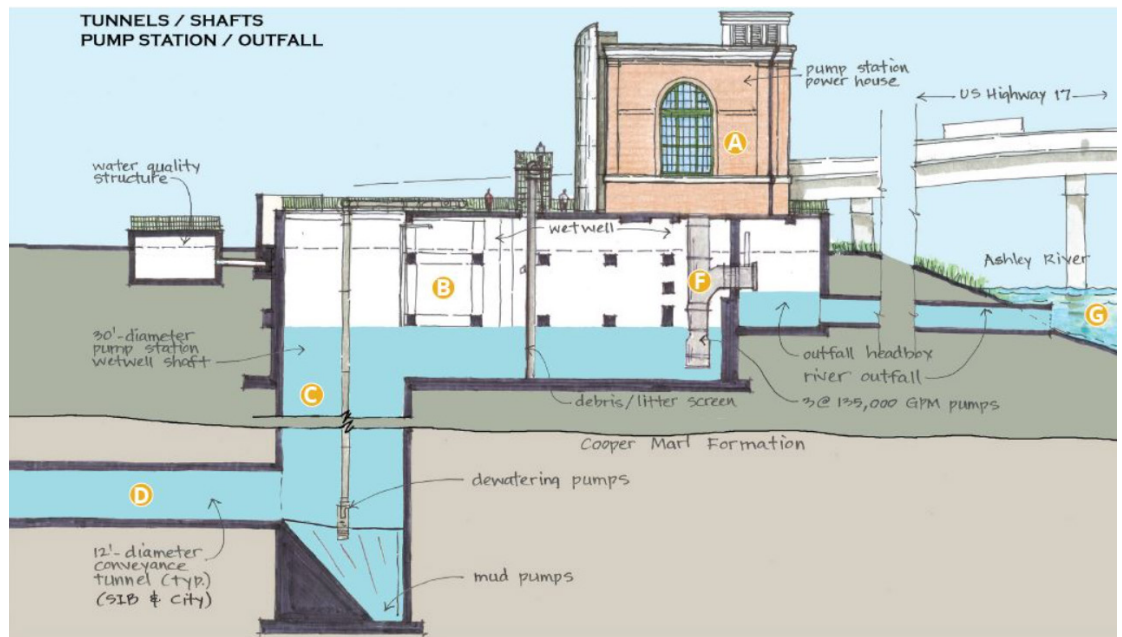 TUNNELS / SHAFTS
PUMP STATION / OUTFALL
pump station
power house
US Highway 17
A
water quality
structure
wetwell
Ashley River
B
F
G
30'-diameter
pump station
wetwell shaft
outfall headbox
river outfall
C
debris/litter screen
3@ 135,000 GPM pumps
Cooper Marl Formation
D
dewatering pumps
12'-diameter
conveyance
tunnel (typ.)
(SIB & City)
mud pumps